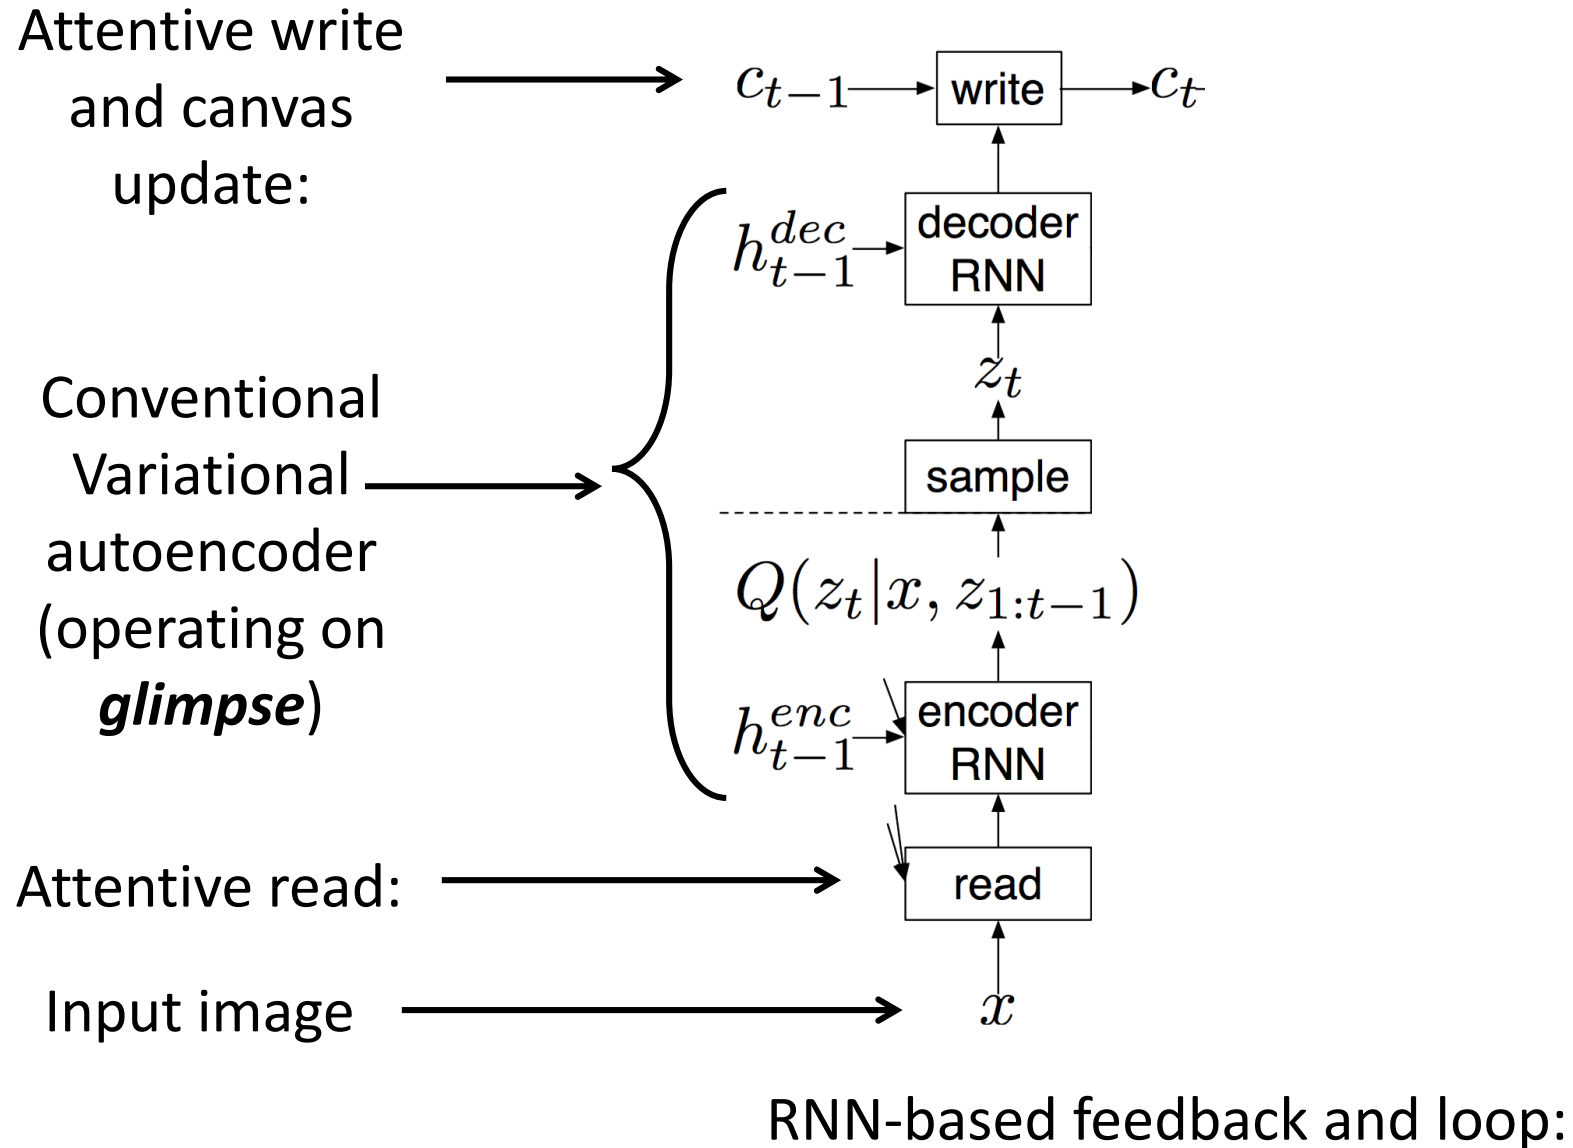 Attentive write
and canvas
update:
c_{t-1}
write
c_t
h_{t-1}^{dec}
decoder
RNN
z_t
Conventional
Variational
autoencoder
(operating on
glimpse)
sample
Q(z_t|x, z_{1:t-1})
h_{t-1}^{enc}
encoder
RNN
Attentive read:
read
Input image
x
RNN-based feedback and loop: